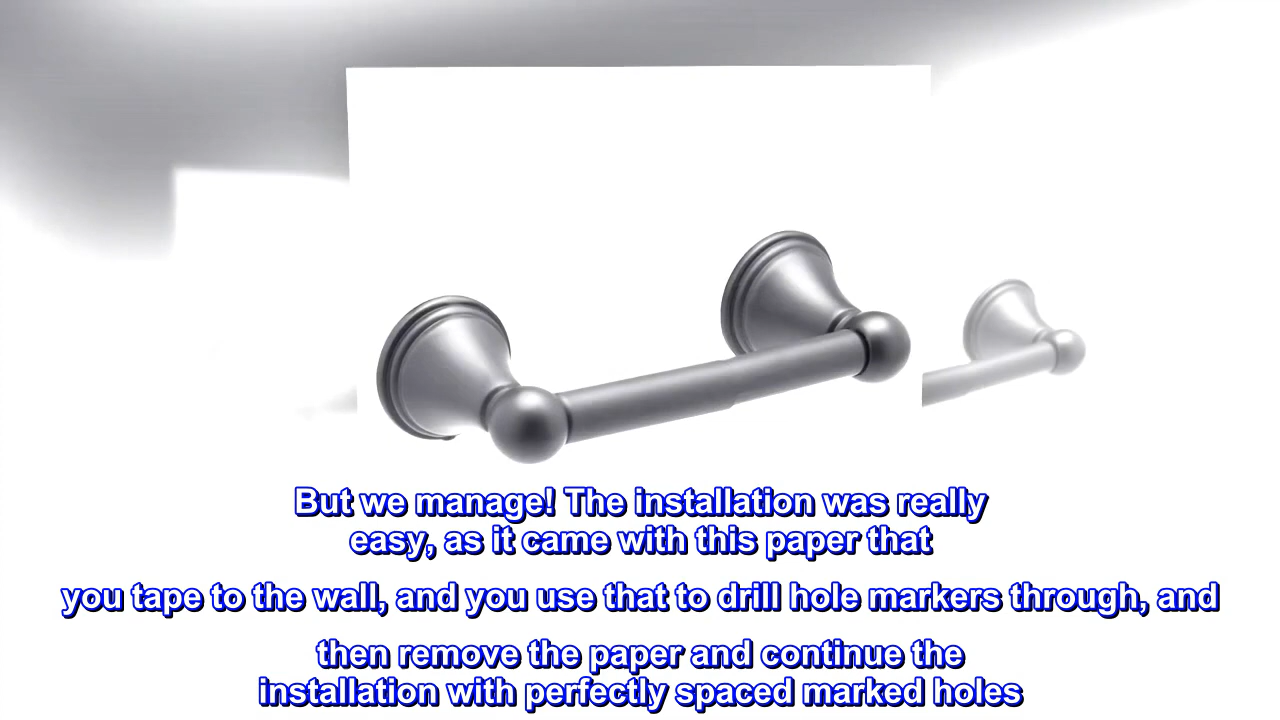 But we manage! The installation was really
easy, as it came with this paper that
you tape to the wall, and you use that to drill hole markers through, and
then remove the paper and continue the
installation with perfectly spaced marked holes